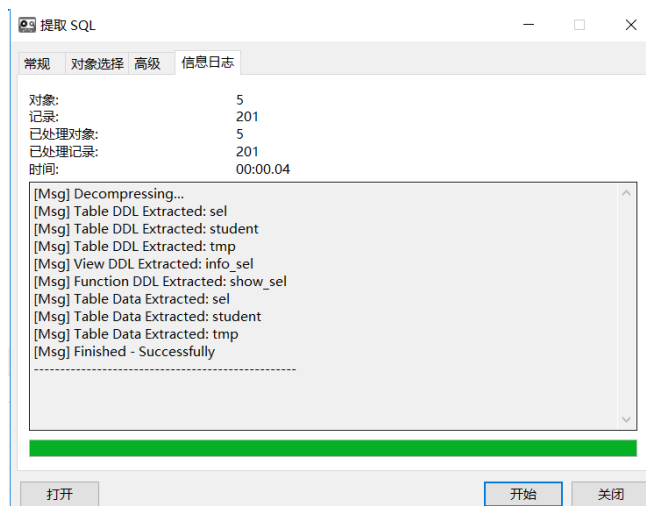 提取 SQL
常规 对象选择 高级 信息日志
对象: 5
记录: 201
已处理对象: 5
已处理记录: 201
时间: 00:00.04
[Msg] Decompressing...
[Msg] Table DDL Extracted: sel
[Msg] Table DDL Extracted: student
[Msg] Table DDL Extracted: tmp
[Msg] View DDL Extracted: info_sel
[Msg] Function DDL Extracted: show_sel
[Msg] Table Data Extracted: sel
[Msg] Table Data Extracted: student
[Msg] Table Data Extracted: tmp
[Msg] Finished - Successfully
--------------------------------------------------
打开 开始 关闭